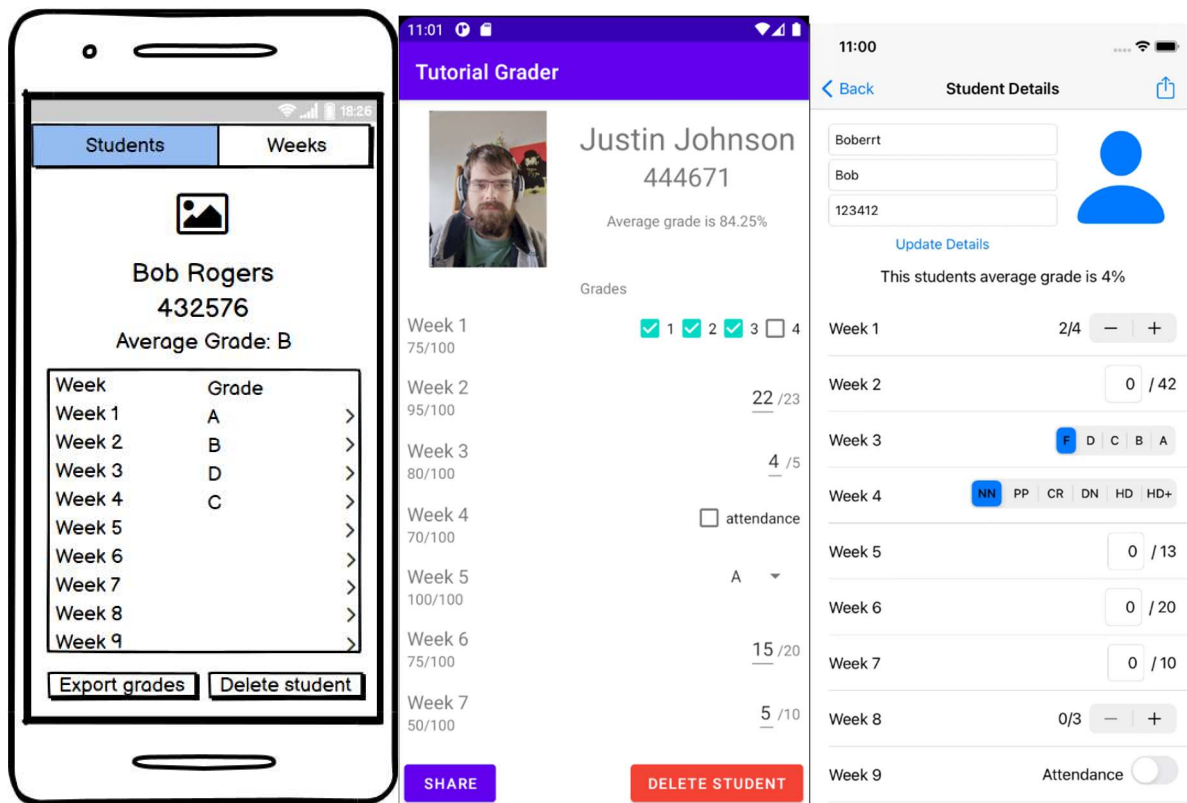 18:26
Students Weeks
Bob Rogers
432576
Average Grade: B
Week Grade
Week 1 A
Week 2 B
Week 3 D
Week 4 C
Week 5
Week 6
Week 7
Week 8
Week 9
Export grades Delete student
11:01
Tutorial Grader
Justin Johnson
444671
Average grade is 84.25%
Grades
Week 1 1 2 3 4
75/100
Week 2 22 /23
95/100
Week 3 4 /5
80/100
Week 4 attendance
70/100
Week 5 A
100/100
Week 6 15 /20
75/100
Week 7 5 /10
50/100
SHARE DELETE STUDENT
11:00
Back Student Details
Boberrt
Bob
123412
Update Details
This students average grade is 4%
Week 1 2/4 − +
Week 2 0 / 42
Week 3 F D C B A
Week 4 NN PP CR DN HD HD+
Week 5 0 / 13
Week 6 0 / 20
Week 7 0 / 10
Week 8 0/3 − +
Week 9 Attendance